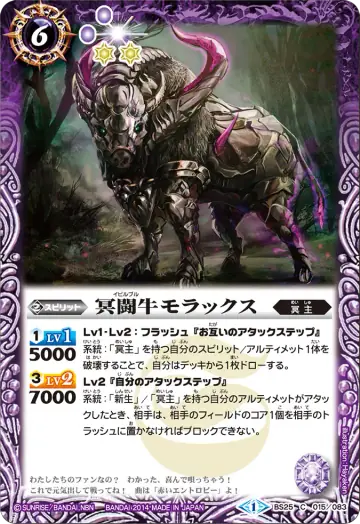 6
イビルブル
②スピリット 冥闘牛モラックス 冥主
めいしゅ
1 LV1 5000
Lv1・Lv2：フラッシュ『お互いのアタックステップ』
系統：「冥主」を持つ自分のスピリット／アルティメット1体を
破壊することで、自分はデッキから1枚ドローする。
3 LV2 7000
Lv2『自分のアタックステップ』
系統：「新生」／「冥主」を持つ自分のアルティメットがアタッ
クしたとき、相手は、相手のフィールドのコア1個を相手のト
ラッシュに置かなければブロックできない。
わたしたちのファンなの？ わかった、喜んで唄っちゃう！
これで元気出して戦ってね！ 曲は「赤いエントロピー」よ！
Illustration：Hayaken
©SUNRISE/BANDAI,NBN BANDAI 2014 MADE IN JAPAN 1 BS25 C 015/083